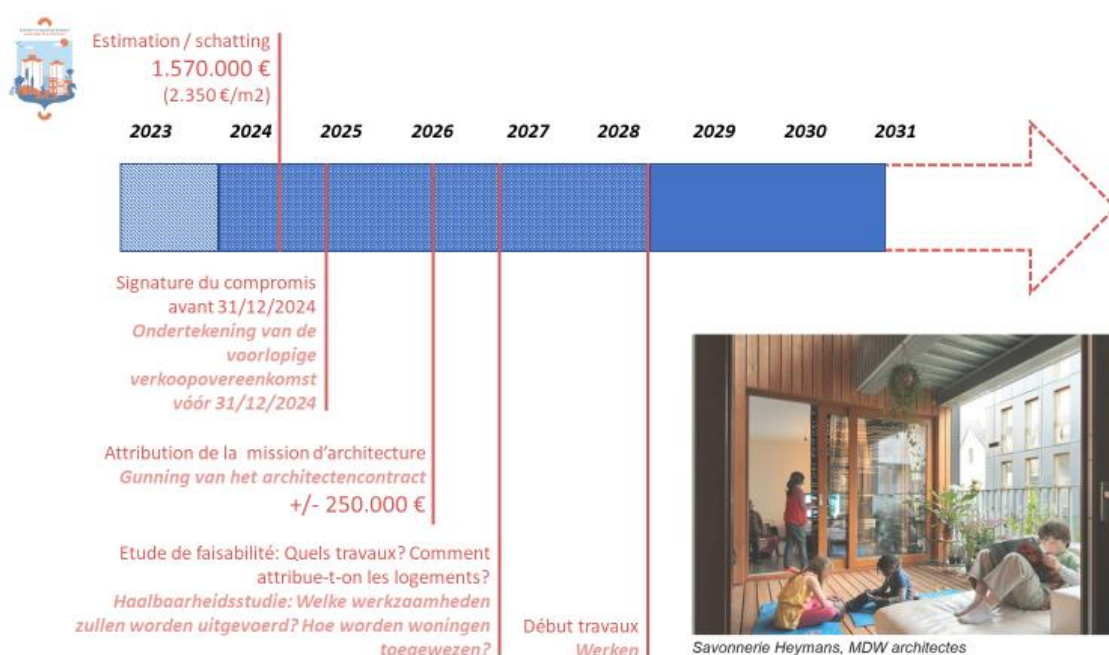 Estimation / schatting
1.570.000 €
(2.350 €/m2)
2023 2024 2025 2026 2027 2028 2029 2030 2031
Signature du compromis
avant 31/12/2024
Ondertekening van de
voorlopige
verkoopovereenkomst
vóór 31/12/2024
Attribution de la mission d'architecture
Gunning van het architectencontract
+/- 250.000 €
Etude de faisabilité: Quels travaux? Comment
attribue-t-on les logements?
Haalbaarheidsstudie: Welke werkzaamheden
zullen worden uitgevoerd? Hoe worden woningen
toegewezen?
Début travaux
Werken
Savonnerie Heymans, MDW architectes